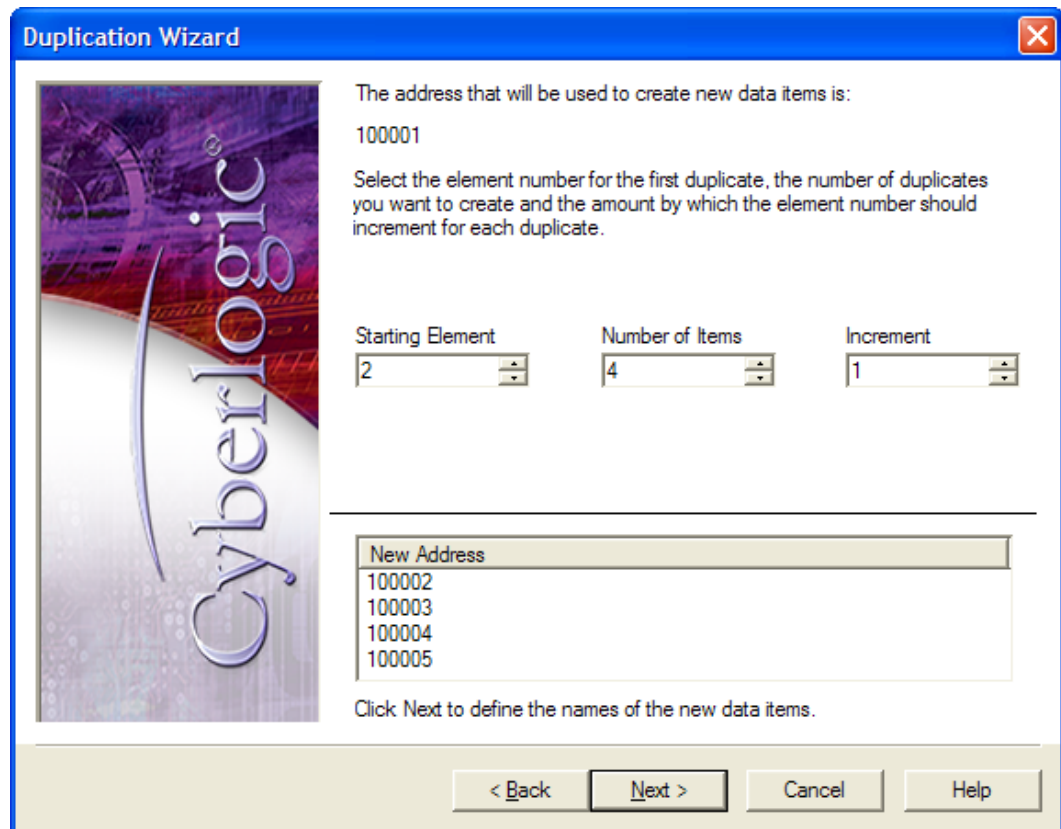 Duplication Wizard
Cyberlogic®
The address that will be used to create new data items is:
100001
Select the element number for the first duplicate, the number of duplicates
you want to create and the amount by which the element number should
increment for each duplicate.
Starting Element Number of Items Increment
2 4 1
New Address
100002
100003
100004
100005
Click Next to define the names of the new data items.
< Back Next > Cancel Help